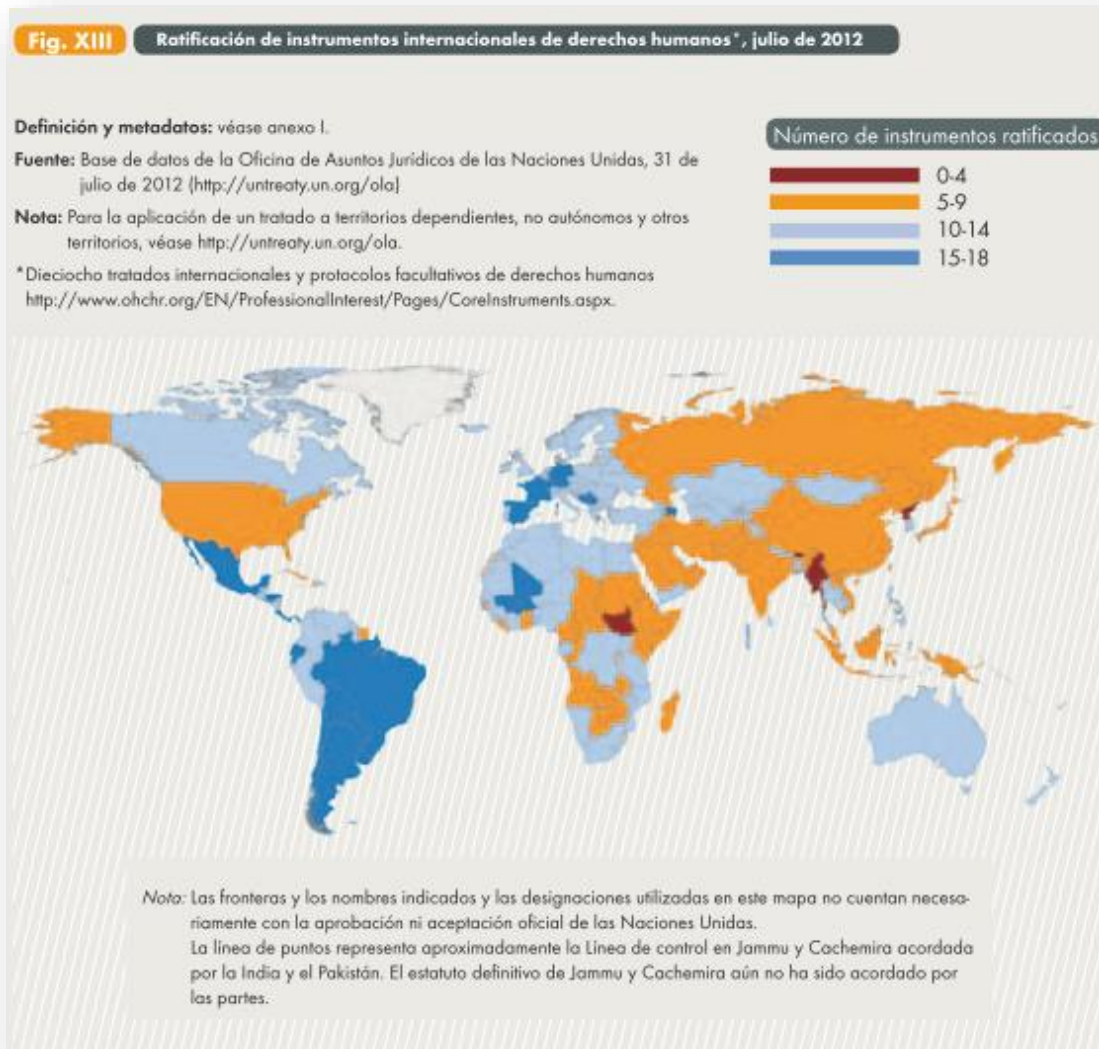 Fig. XIII
Ratificación de instrumentos internacionales de derechos humanos*, julio de 2012
Definición y metadatos: véase anexo I.
Fuente: Base de datos de la Oficina de Asuntos Jurídicos de las Naciones Unidas, 31 de
julio de 2012 (http://untreaty.un.org/ola)
Nota: Para la aplicación de un tratado a territorios dependientes, no autónomos y otros
territorios, véase http://untreaty.un.org/ola.
*Dieciocho tratados internacionales y protocolos facultativos de derechos humanos
http://www.ohchr.org/EN/ProfessionalInterest/Pages/CoreInstruments.aspx.
Número de instrumentos ratificados
0-4
5-9
10-14
15-18
Nota: Las fronteras y los nombres indicados y las designaciones utilizadas en este mapa no cuentan necesa-
riamente con la aprobación ni aceptación oficial de las Naciones Unidas.
La línea de puntos representa aproximadamente la Línea de control en Jammu y Cachemira acordada
por la India y el Pakistán. El estatuto definitivo de Jammu y Cachemira aún no ha sido acordado por
las partes.